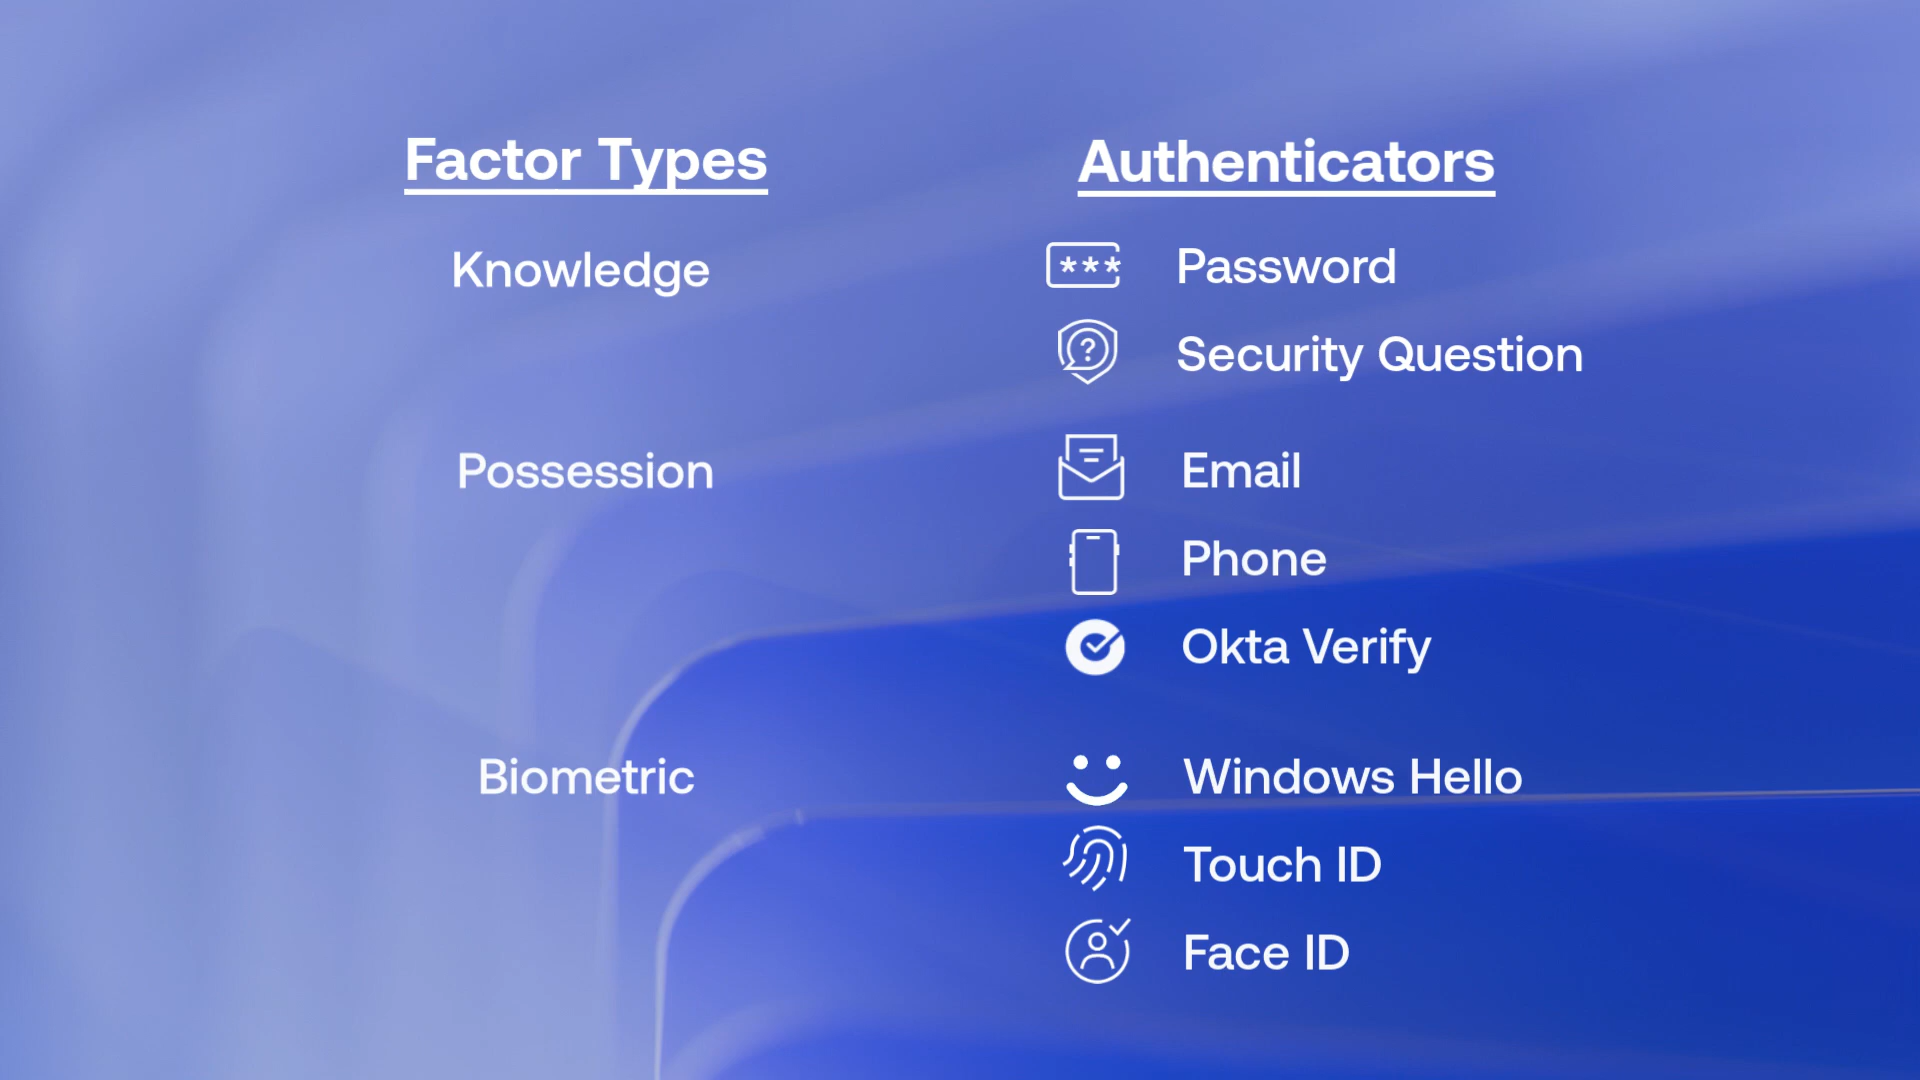 Factor Types
Authenticators
Knowledge
***
Password
?
Security Question
Possession
Email
Phone
Okta Verify
Biometric
Windows Hello
Touch ID
Face ID